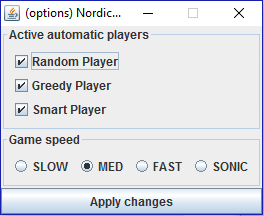 (options) Nordic...
Active automatic players
Random Player
Greedy Player
Smart Player
Game speed
SLOW MED FAST SONIC
Apply changes